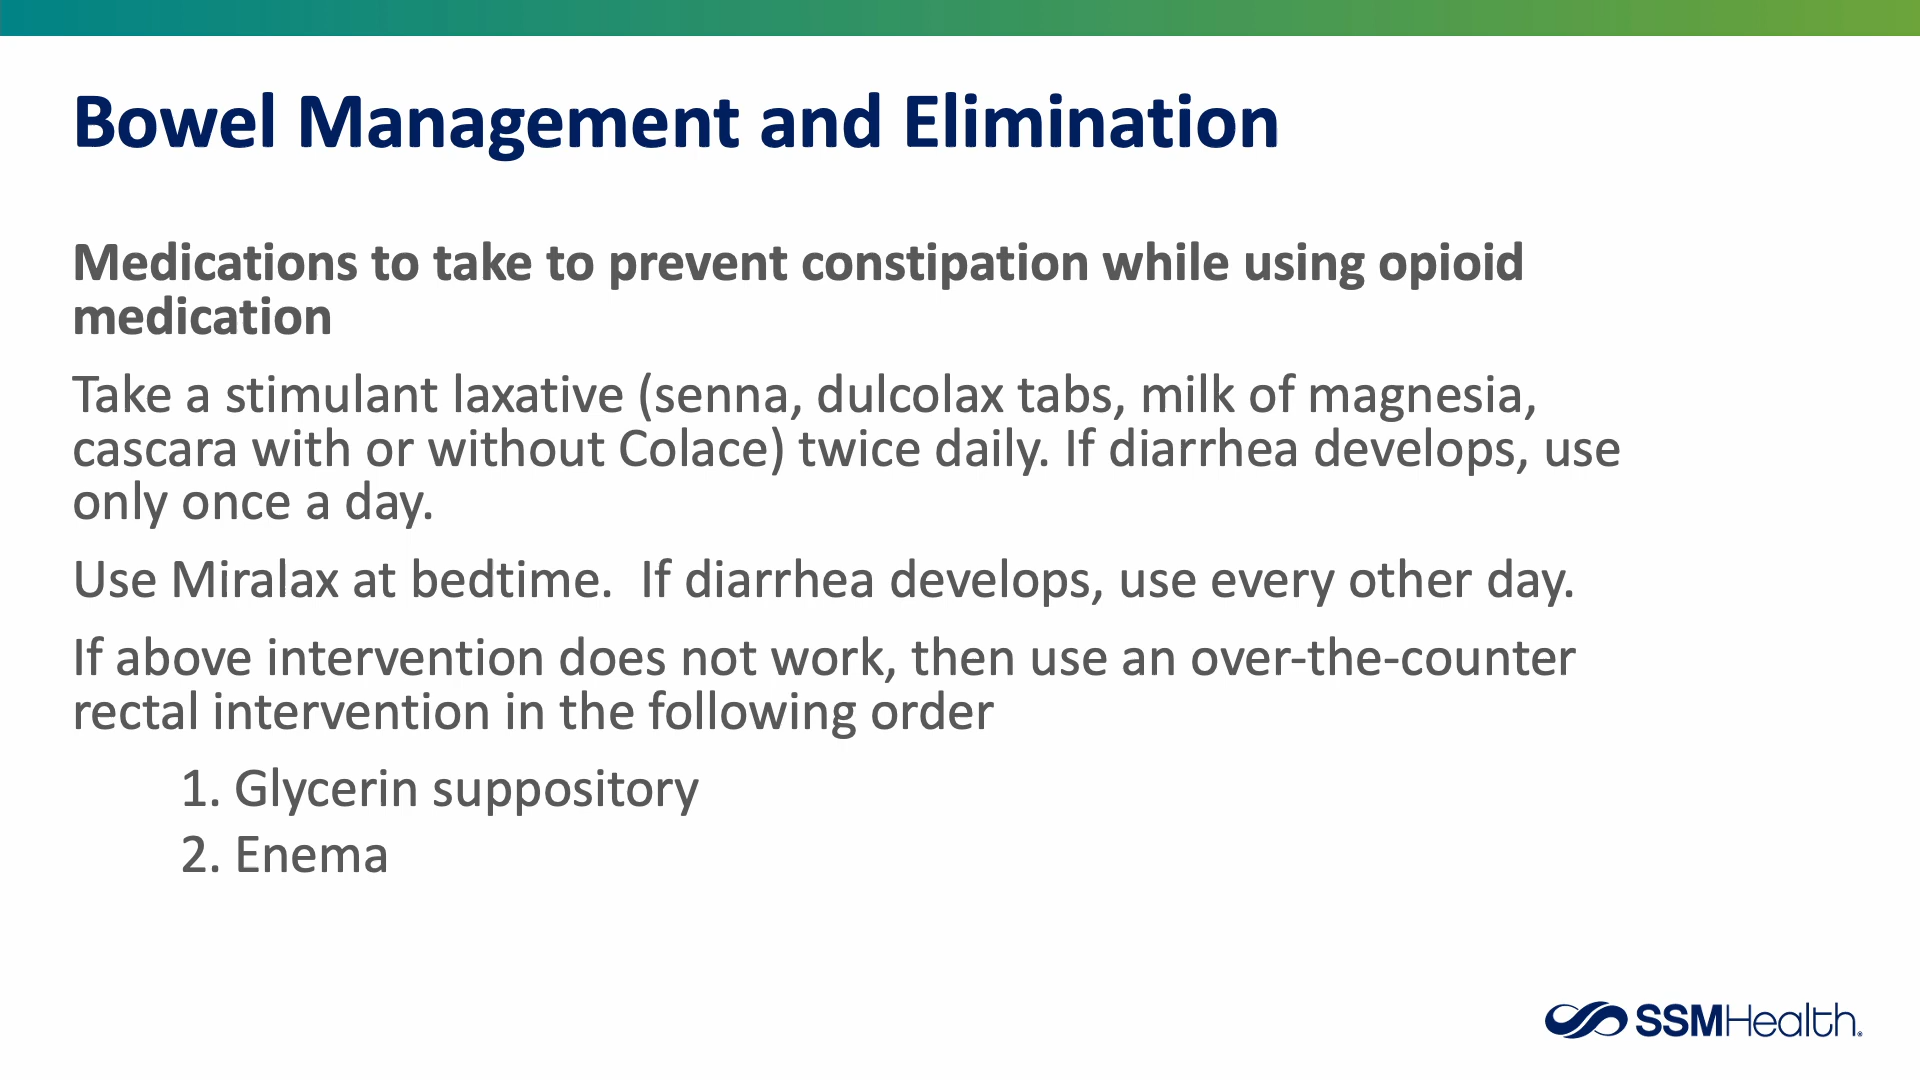 Bowel Management and Elimination
Medications to take to prevent constipation while using opioid
medication
Take a stimulant laxative (senna, dulcolax tabs, milk of magnesia,
cascara with or without Colace) twice daily. If diarrhea develops, use
only once a day.
Use Miralax at bedtime.  If diarrhea develops, use every other day.
If above intervention does not work, then use an over-the-counter
rectal intervention in the following order
1. Glycerin suppository
2. Enema
SSMHealth®